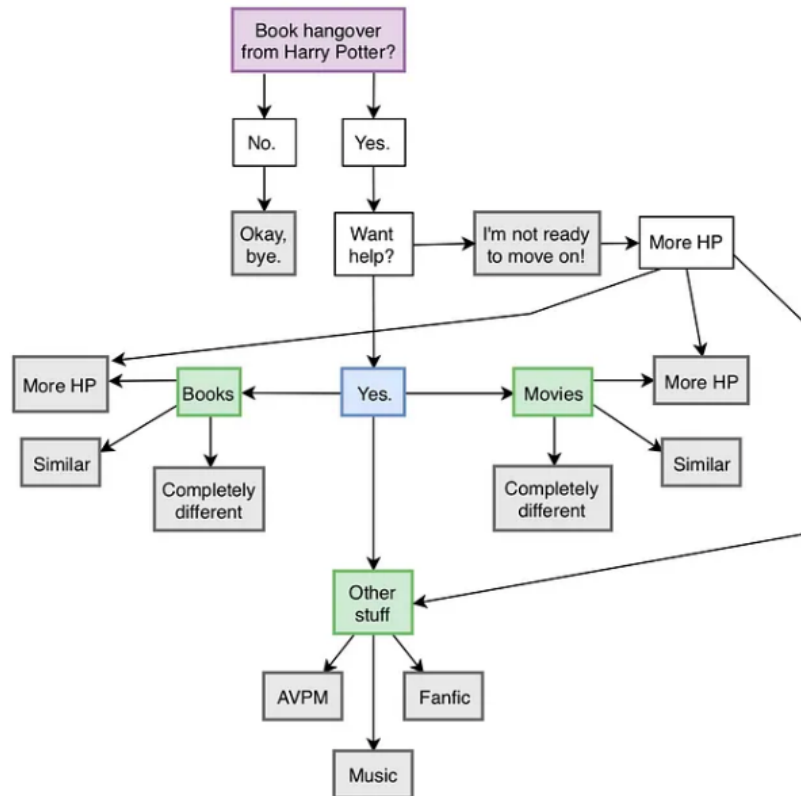 Book hangover
from Harry Potter?
No.
Yes.
Okay,
bye.
Want
help?
I'm not ready
to move on!
More HP
More HP
Books
Yes.
Movies
More HP
Similar
Completely
different
Completely
different
Similar
Other
stuff
AVPM
Fanfic
Music